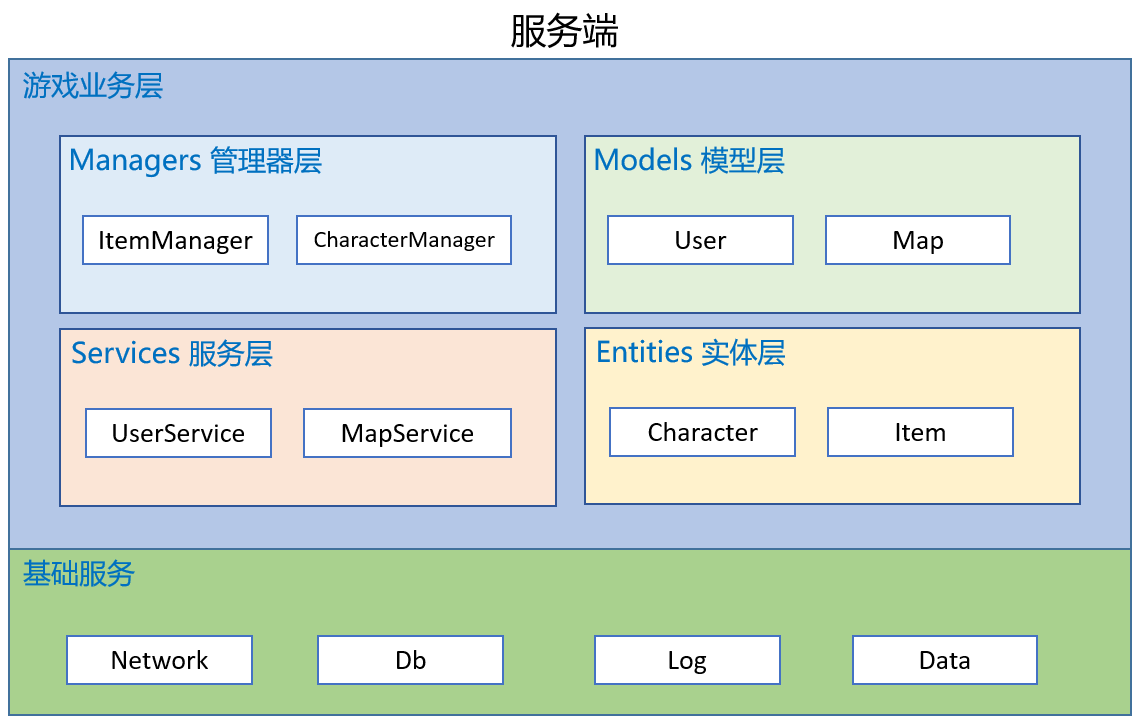 服务端
游戏业务层
Managers 管理器层
ItemManager
CharacterManager
Models 模型层
User
Map
Services 服务层
UserService
MapService
Entities 实体层
Character
Item
基础服务
Network
Db
Log
Data